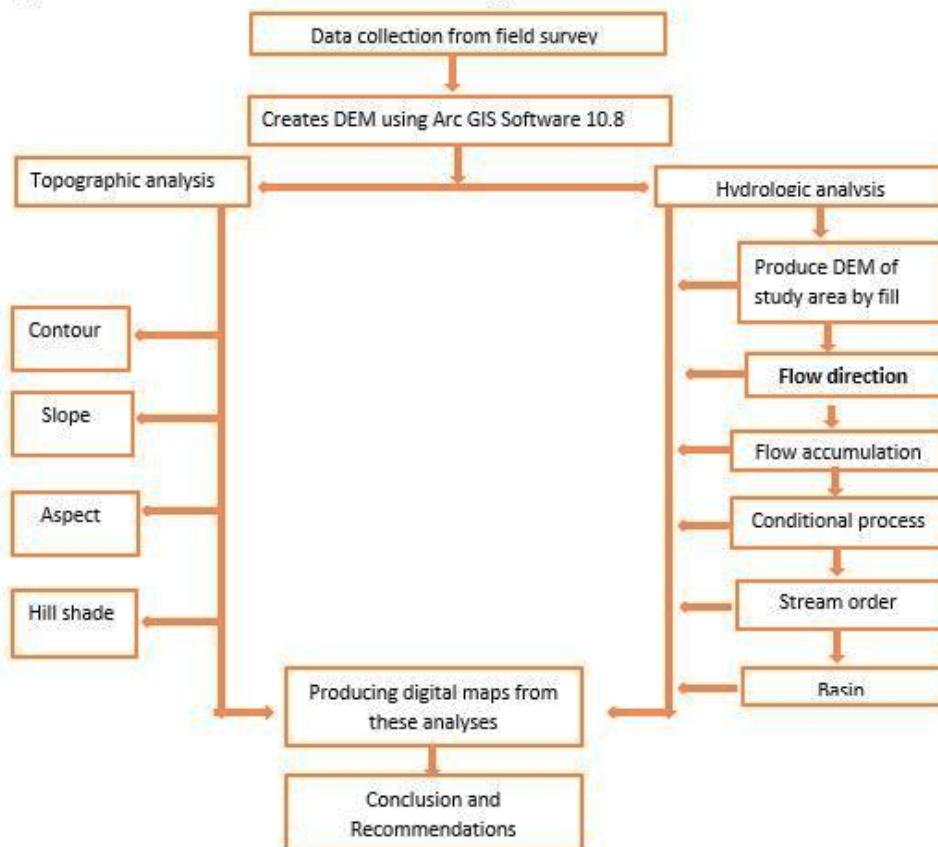 Data collection from field survey
Creates DEM using Arc GIS Software 10.8
Topographic analysis
Hydrologic analysis
Contour
Slope
Aspect
Hill shade
Produce DEM of
study area by fill
Flow direction
Flow accumulation
Conditional process
Stream order
Basin
Producing digital maps from
these analyses
Conclusion and
Recommendations